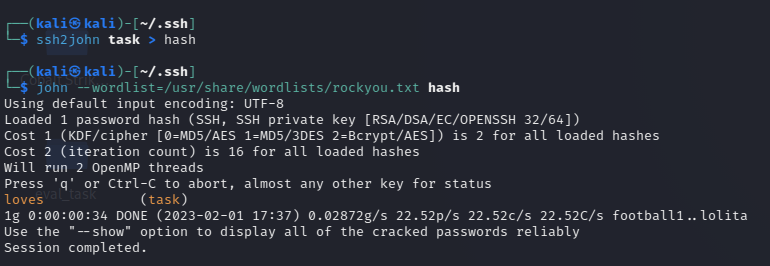 ┌──(kali㉿kali)-[~/.ssh]
└─$ ssh2john task > hash
┌──(kali㉿kali)-[~/.ssh]
└─$ john --wordlist=/usr/share/wordlists/rockyou.txt hash
Using default input encoding: UTF-8
Loaded 1 password hash (SSH, SSH private key [RSA/DSA/EC/OPENSSH 32/64])
Cost 1 (KDF/cipher [0=MD5/AES 1=MD5/3DES 2=Bcrypt/AES]) is 2 for all loaded hashes
Cost 2 (iteration count) is 16 for all loaded hashes
Will run 2 OpenMP threads
Press 'q' or Ctrl-C to abort, almost any other key for status
loves            (task)
1g 0:00:00:34 DONE (2023-02-01 17:37) 0.02872g/s 22.52p/s 22.52c/s 22.52C/s football1..lolita
Use the "--show" option to display all of the cracked passwords reliably
Session completed.